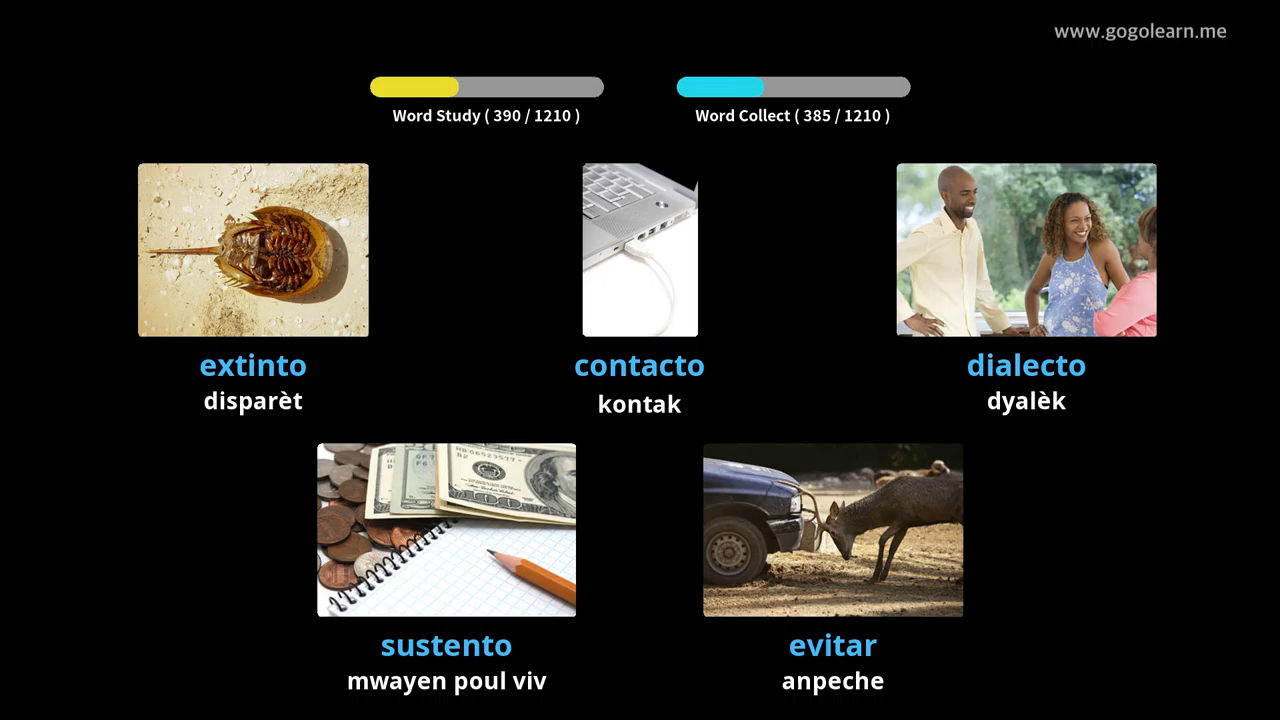 www.gogolearn.me
Word Study ( 390 / 1210 )
Word Collect ( 385 / 1210 )
extinto
disparèt
contacto
kontak
dialecto
dyalèk
sustento
mwayen poul viv
evitar
anpeche